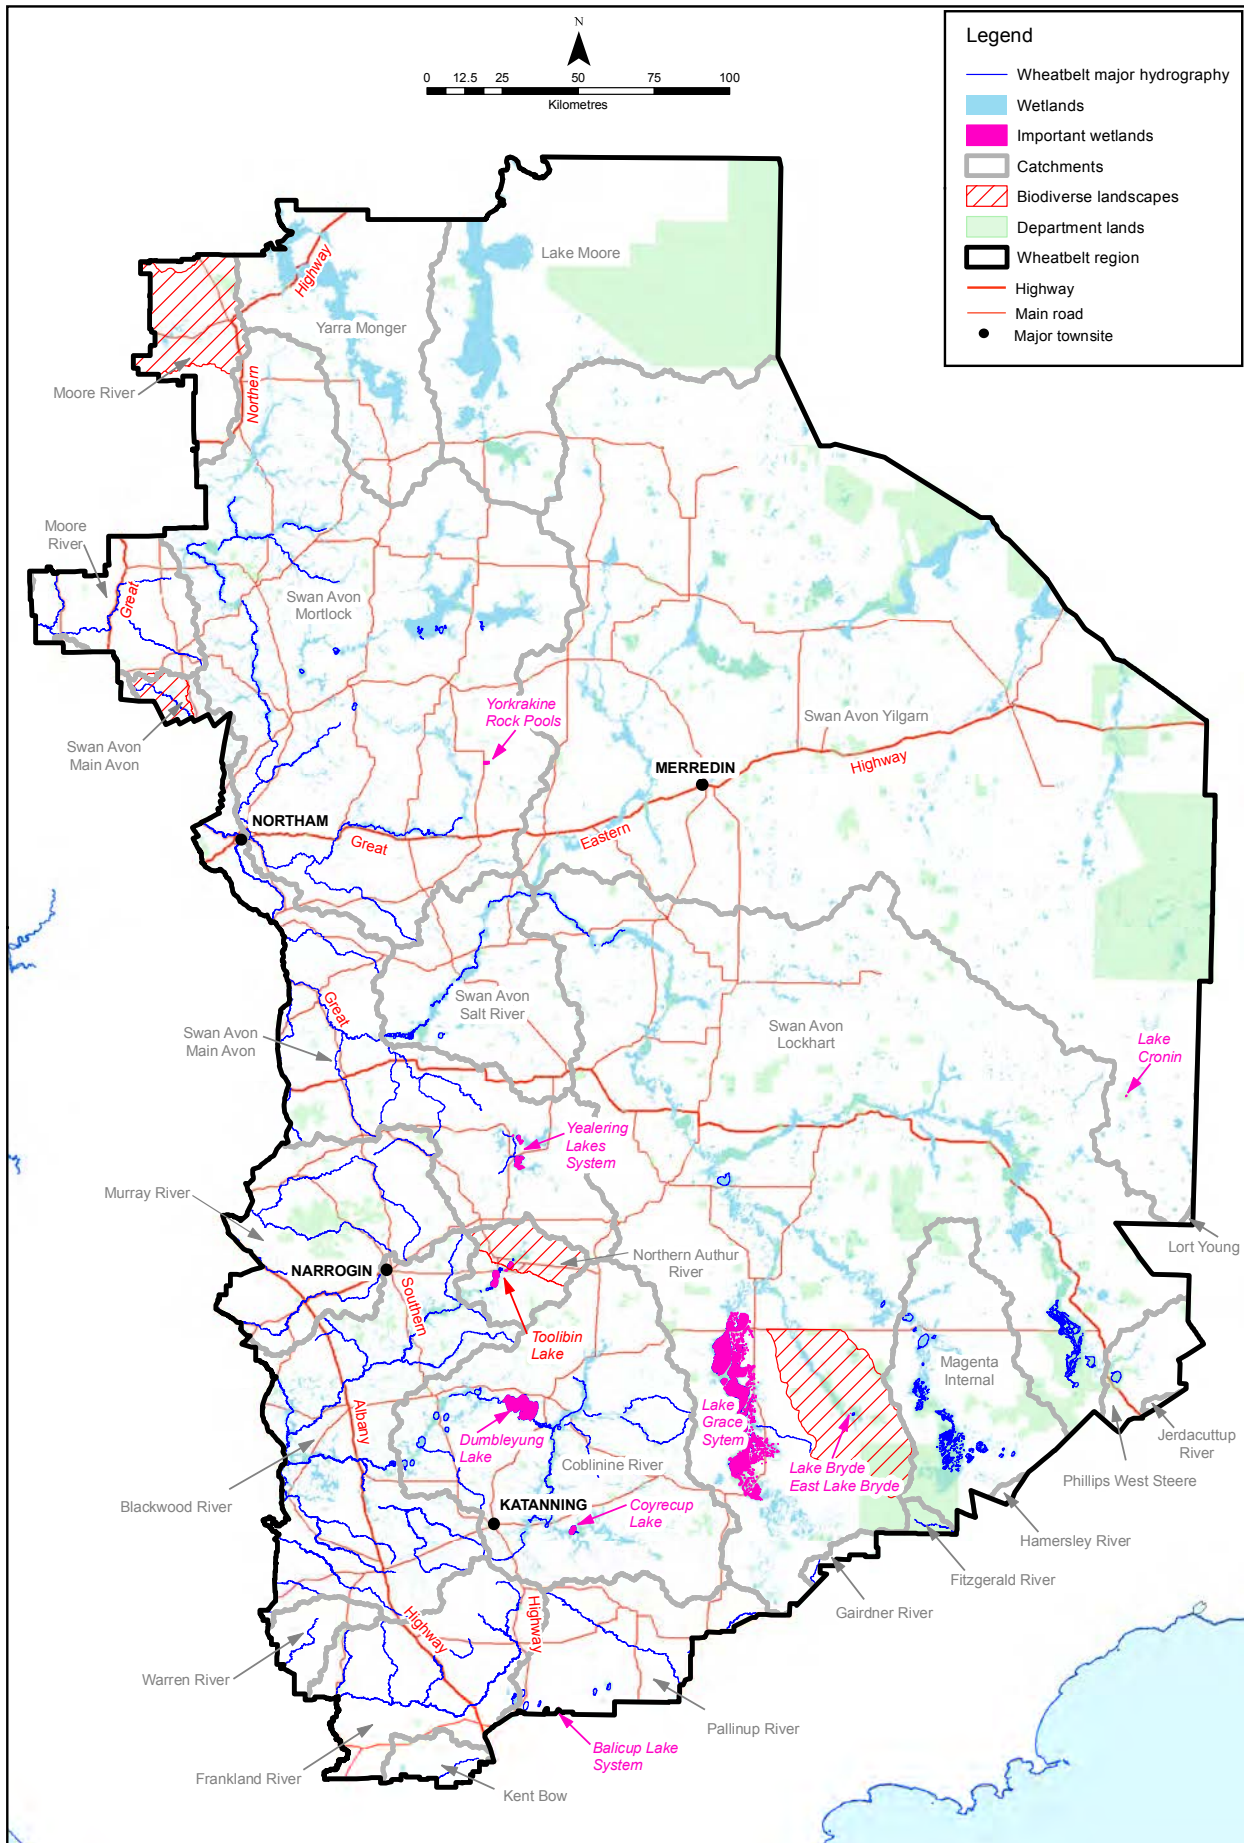 N
0 12.5 25 50 75 100
Kilometres
Legend
Wheatbelt major hydrography
Wetlands
Important wetlands
Catchments
Biodiverse landscapes
Department lands
Wheatbelt region
Highway
Main road
Major townsite
Lake Moore
Highway
Yarra Monger
Moore River
Northern
Moore
River
Great
Swan Avon
Mortlock
Yorkrakine
Rock Pools
Swan Avon Yilgarn
Swan Avon
Main Avon
MERREDIN
Highway
NORTHAM
Great
Eastern
Swan Avon
Salt River
Great
Swan Avon
Lockhart
Swan Avon
Main Avon
Lake
Cronin
Yealering
Lakes
System
Murray River
Northern Authur
River
Lort Young
NARROGIN
Southern
Toolibin
Lake
Magenta
Internal
Albany
Lake
Grace
Sytem
Dumbleyung
Lake
Jerdacuttup
River
Coblinine River
Lake Bryde
East Lake Bryde
Phillips West Steere
Blackwood River
KATANNING
Coyrecup
Lake
Hamersley River
Fitzgerald River
Gairdner River
Highway
Highway
Warren River
Pallinup River
Balicup Lake
System
Frankland River
Kent Bow